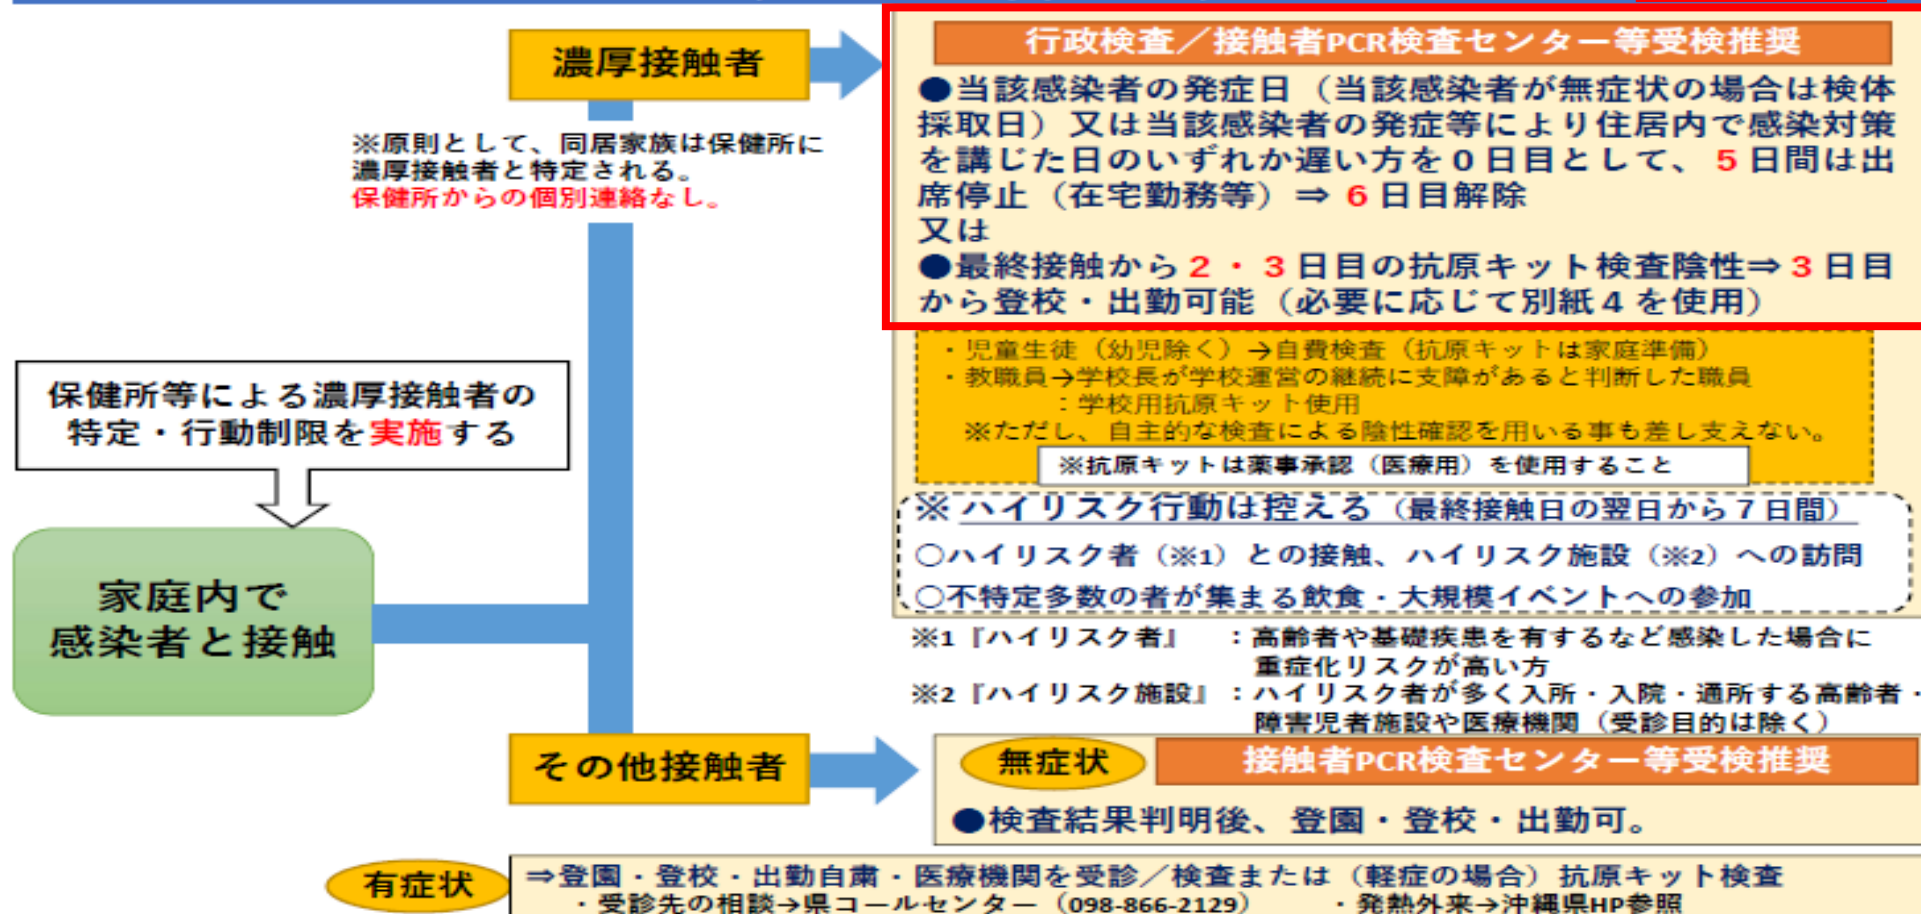 濃厚接触者
※原則として、同居家族は保健所に
濃厚接触者と特定される。
保健所からの個別連絡なし。
行政検査／接触者PCR検査センター等受検推奨
●当該感染者の発症日（当該感染者が無症状の場合は検体
採取日）又は当該感染者の発症等により住居内で感染対策
を講じた日のいずれか遅い方を０日目として、５日間は出
席停止（在宅勤務等）⇒６日目解除
又は
●最終接触から２・３日目の抗原キット検査陰性⇒３日目
から登校・出勤可能（必要に応じて別紙４を使用）
・児童生徒（幼児除く）→自費検査（抗原キットは家庭準備）
・教職員→学校長が学校運営の継続に支障があると判断した職員
：学校用抗原キット使用
※ただし、自主的な検査による陰性確認を用いる事も差し支えない。
※抗原キットは薬事承認（医療用）を使用すること
※ハイリスク行動は控える（最終接触日の翌日から７日間）
○ハイリスク者（※1）との接触、ハイリスク施設（※2）への訪問
○不特定多数の者が集まる飲食・大規模イベントへの参加
※1『ハイリスク者』　：高齢者や基礎疾患を有するなど感染した場合に
重症化リスクが高い方
※2『ハイリスク施設』：ハイリスク者が多く入所・入院・通所する高齢者・
障害児者施設や医療機関（受診目的は除く）
保健所等による濃厚接触者の
特定・行動制限を実施する
家庭内で
感染者と接触
その他接触者
無症状
接触者PCR検査センター等受検推奨
●検査結果判明後、登園・登校・出勤可。
有症状
⇒登園・登校・出勤自粛・医療機関を受診／検査または（軽症の場合）抗原キット検査
・受診先の相談→県コールセンター（098-866-2129）　・発熱外来→沖縄県HP参照